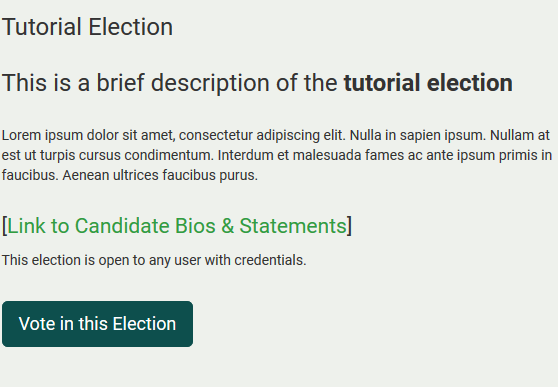 Tutorial Election
This is a brief description of the tutorial election
Lorem ipsum dolor sit amet, consectetur adipiscing elit. Nulla in sapien ipsum. Nullam at
est ut turpis cursus condimentum. Interdum et malesuada fames ac ante ipsum primis in
faucibus. Aenean ultrices faucibus purus.
[Link to Candidate Bios & Statements]
This election is open to any user with credentials.
Vote in this Election